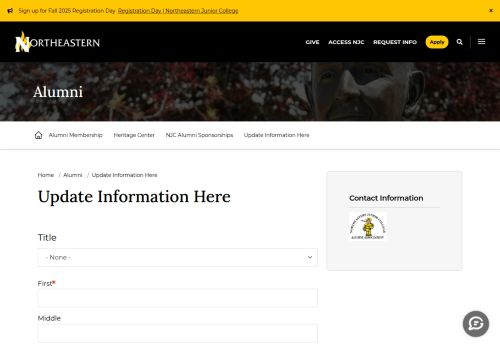 Sign up for Fall 2025 Registration Day Registration Day | Northeastern Junior College ×
NORTHEASTERN GIVE ACCESS NJC REQUEST INFO Apply
Alumni
Alumni Membership Heritage Center NJC Alumni Sponsorships Update Information Here
Home / Alumni / Update Information Here
Update Information Here
Contact Information
Title
- None -
First*
Middle